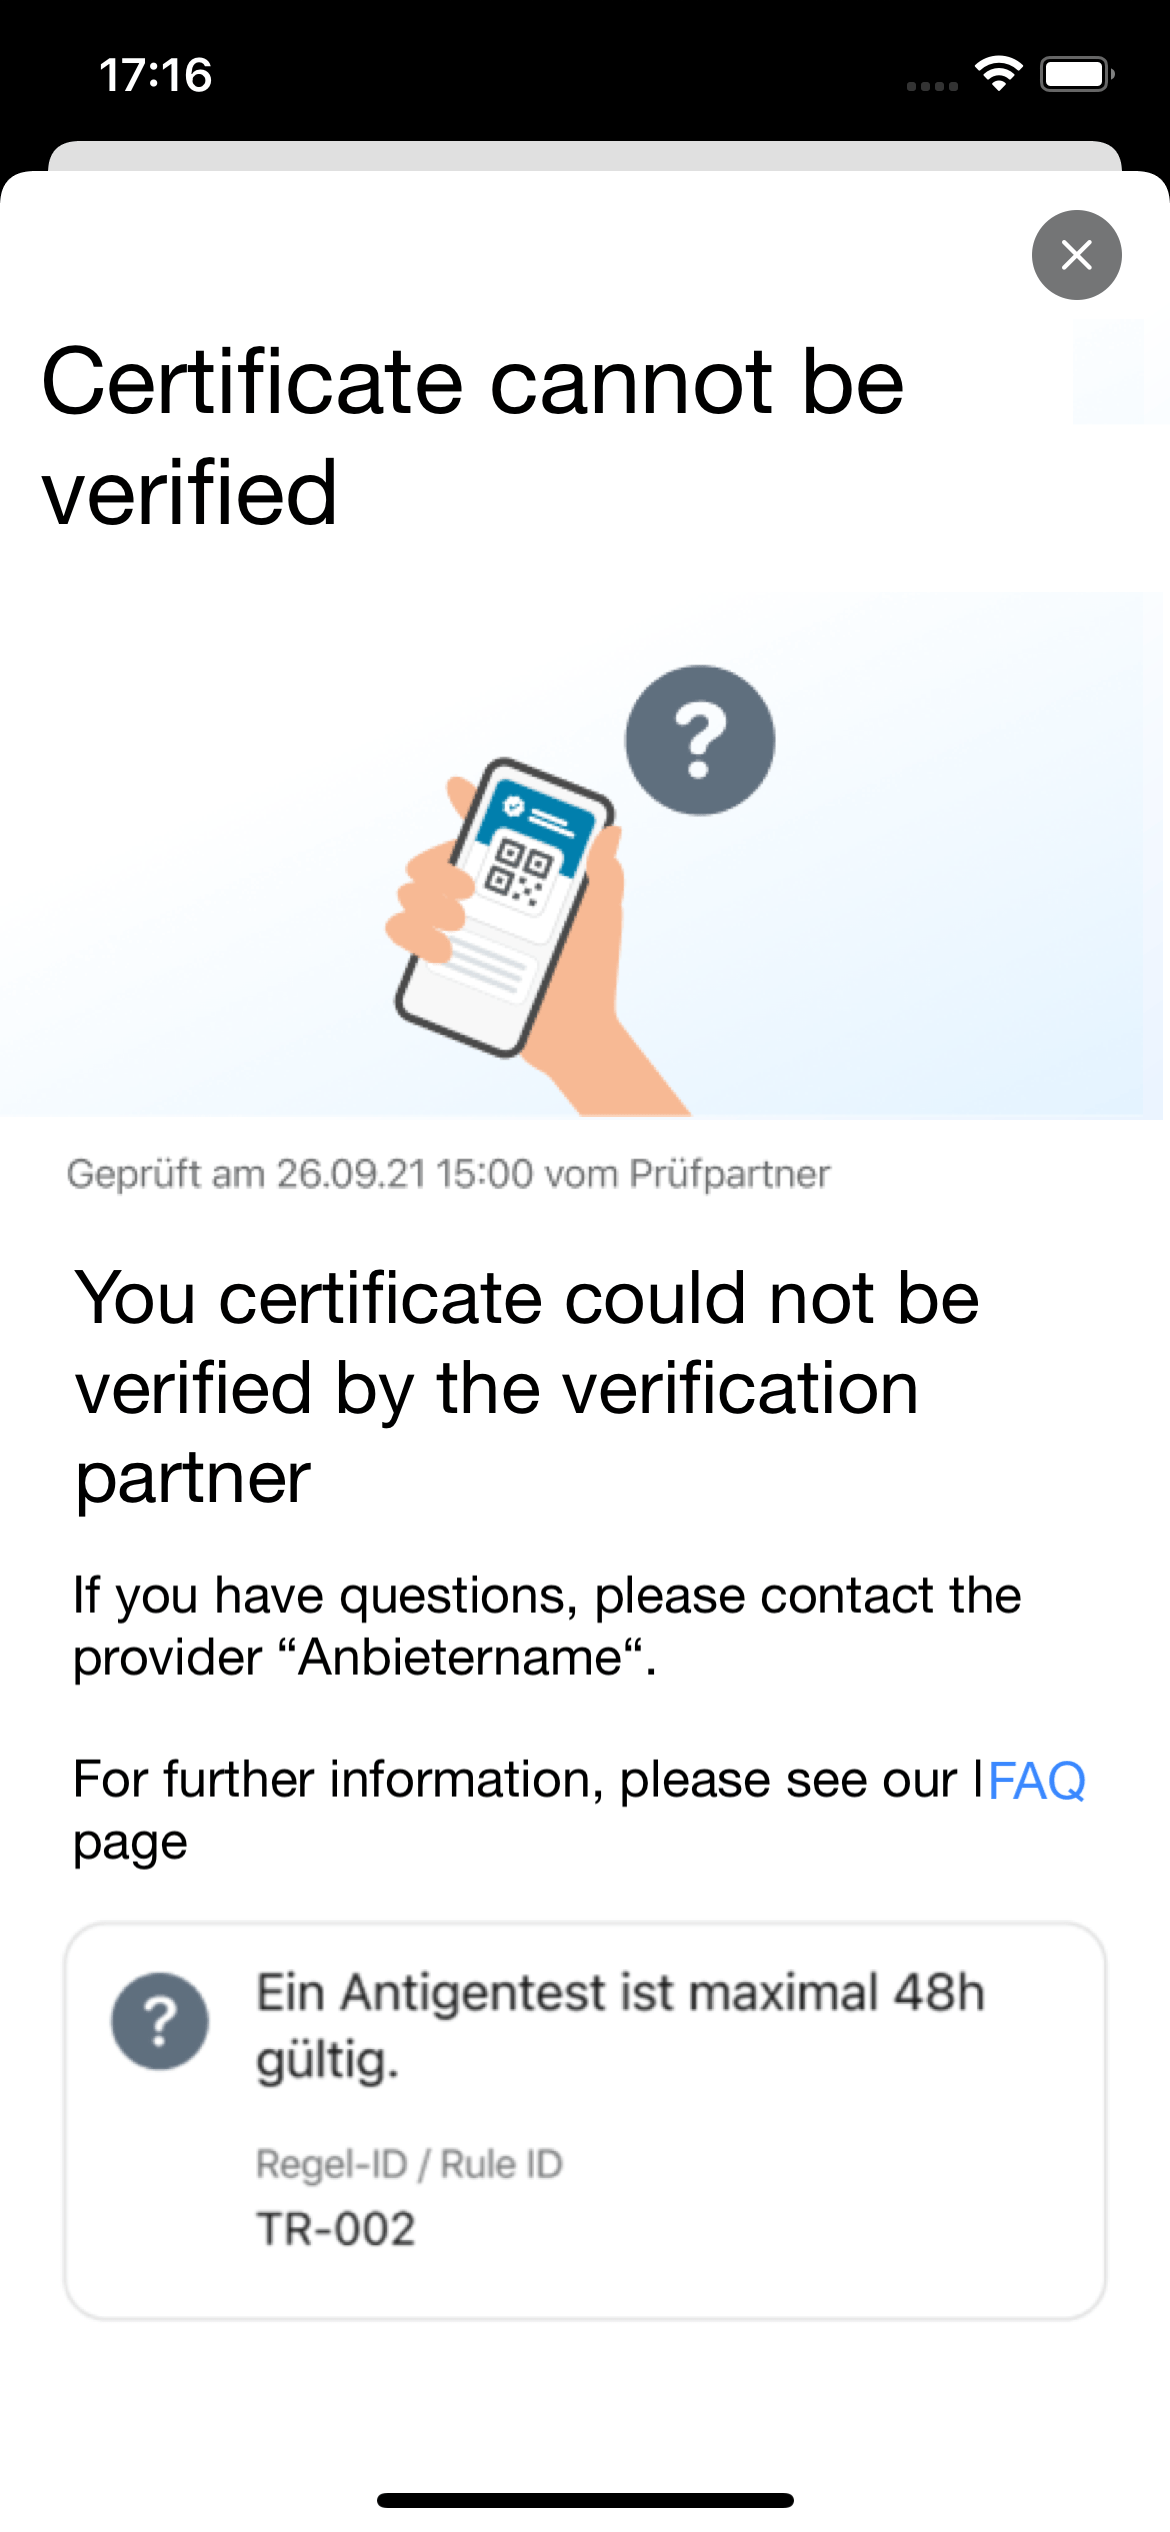 17:16
Certificate cannot be
verified
Geprüft am 26.09.21 15:00 vom Prüfpartner
You certificate could not be
verified by the verification
partner
If you have questions, please contact the
provider “Anbietername“.
For further information, please see our lFAQ
page
Ein Antigentest ist maximal 48h
gültig.
Regel-ID / Rule ID
TR-002